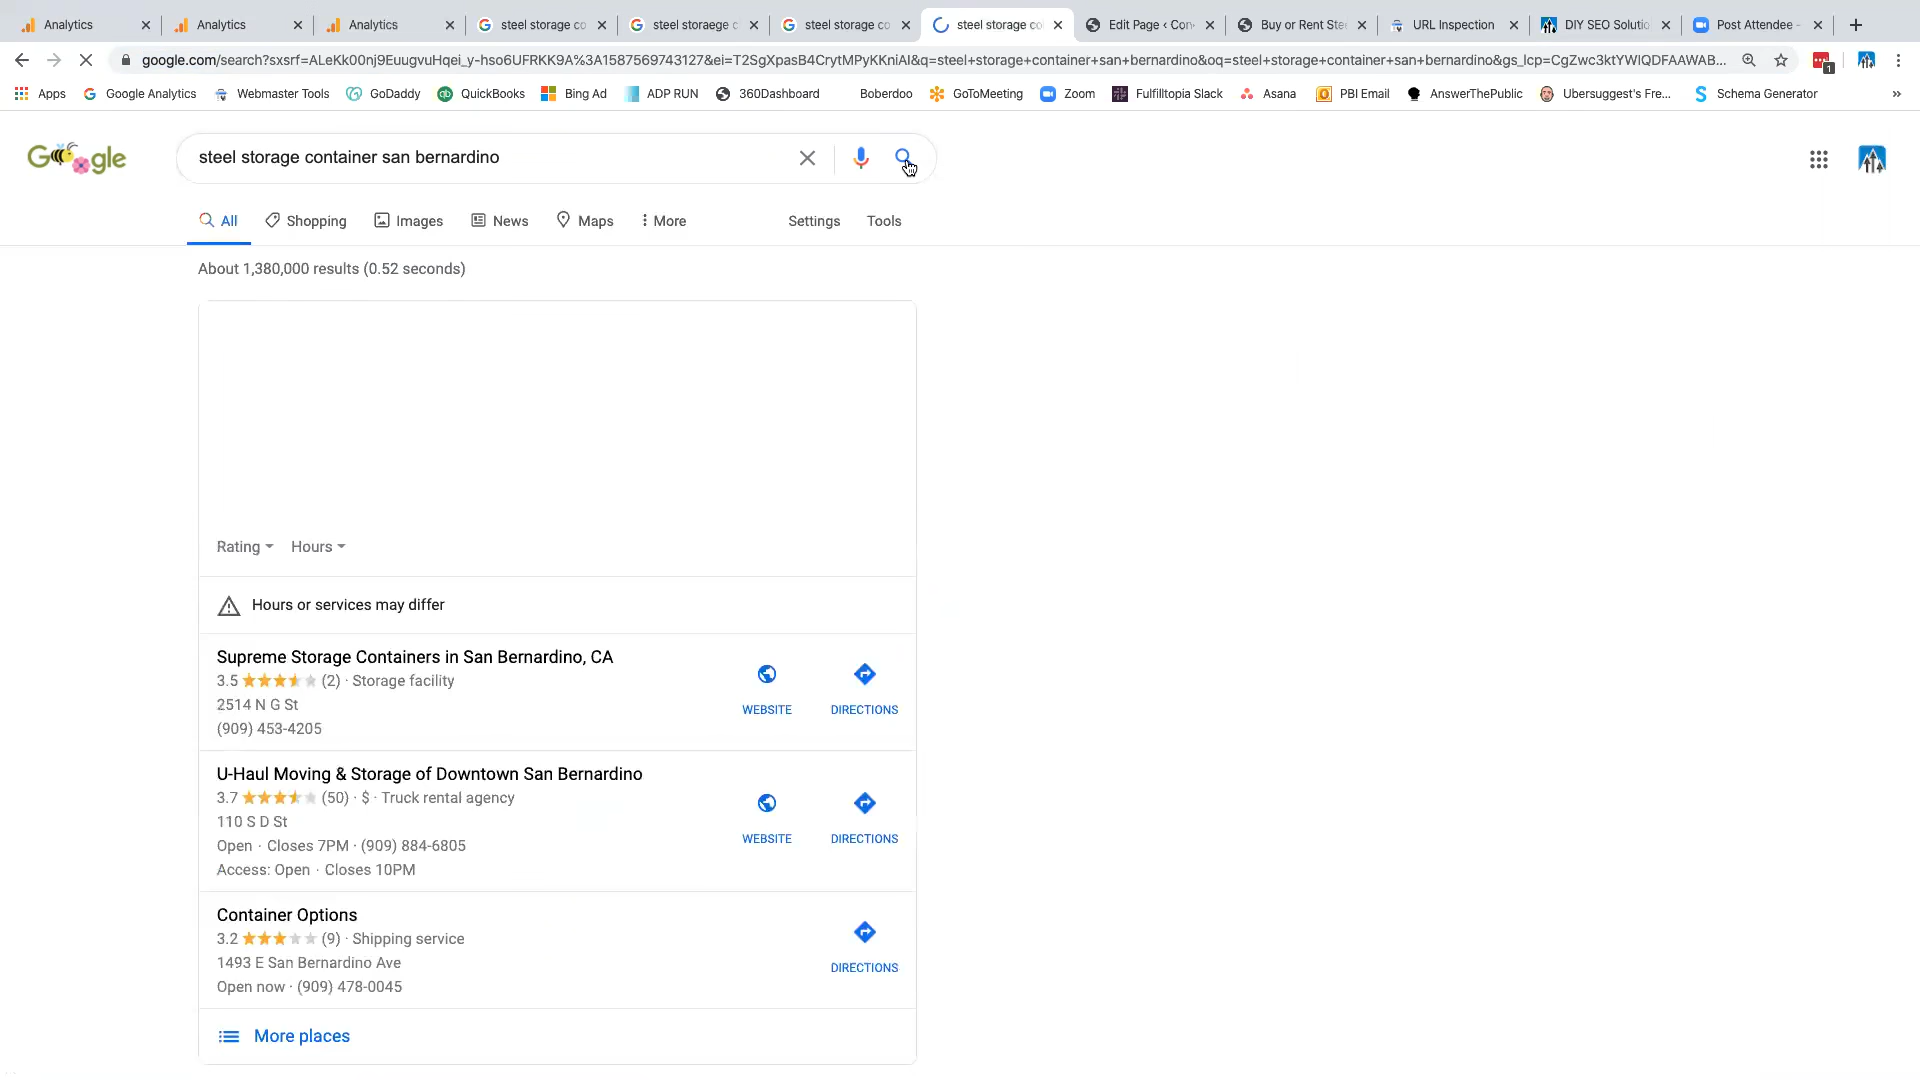 Analytics
Analytics
Analytics
steel storage co
steel storaege c
steel storage co
steel storage co
Edit Page ‹ Con
Buy or Rent Stee
URL Inspection
DIY SEO Solutio
Post Attendee -
google.com/search?sxsrf=ALeKk00nj9EuugvuHqei_y-hso6UFRKK9A%3A1587569743127&ei=T2SgXpasB4CrytMPyKKniAI&q=steel+storage+container+san+bernardino&oq=steel+storage+container+san+bernardino&gs_lcp=CgZwc3ktYWIQDFAAWAB...
1
Apps
Google Analytics
Webmaster Tools
GoDaddy
QuickBooks
Bing Ad
ADP RUN
360Dashboard
Boberdoo
GoToMeeting
Zoom
Fulfilltopia Slack
Asana
PBI Email
AnswerThePublic
Ubersuggest's Fre...
Schema Generator
»
Google
steel storage container san bernardino
All
Shopping
Images
News
Maps
More
Settings
Tools
About 1,380,000 results (0.52 seconds)
Rating
Hours
Hours or services may differ
Supreme Storage Containers in San Bernardino, CA
3.5 (2) · Storage facility
2514 N G St
(909) 453-4205
WEBSITE
DIRECTIONS
U-Haul Moving & Storage of Downtown San Bernardino
3.7 (50) · $ · Truck rental agency
110 S D St
Open · Closes 7PM · (909) 884-6805
Access: Open · Closes 10PM
WEBSITE
DIRECTIONS
Container Options
3.2 (9) · Shipping service
1493 E San Bernardino Ave
Open now · (909) 478-0045
DIRECTIONS
More places